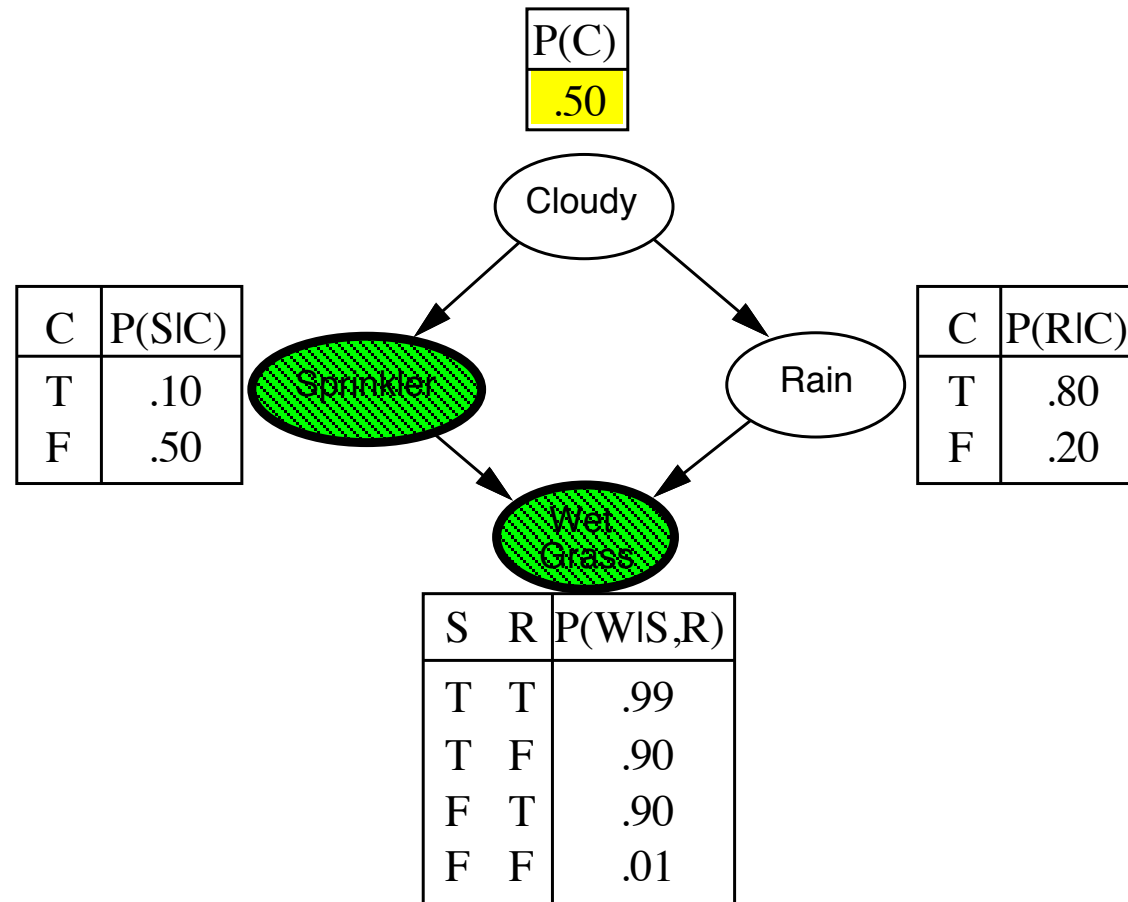 P(C)
.50
Cloudy
C P(S|C)
T .10
F .50
Sprinkler
Rain
C P(R|C)
T .80
F .20
Wet
Grass
S R P(W|S,R)
T T .99
T F .90
F T .90
F F .01